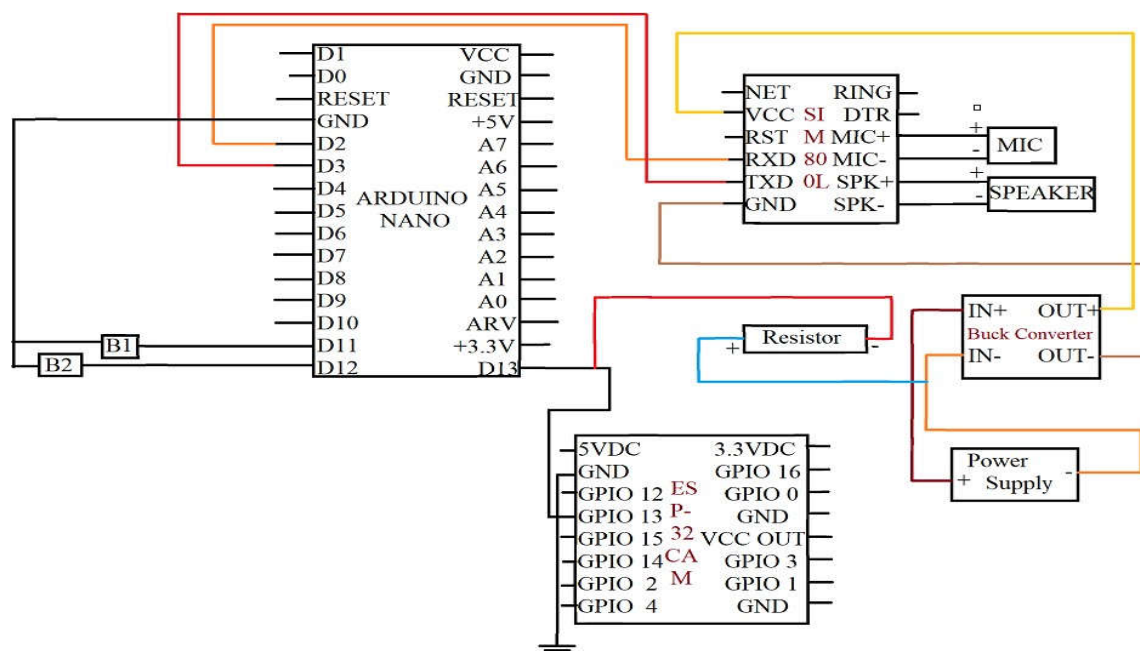 D1
D0
RESET
GND
D2
D3
D4
D5
D6
D7
D8
D9
D10
D11
D12
ARDUINO
NANO
VCC
GND
RESET
+5V
A7
A6
A5
A4
A3
A2
A1
A0
ARV
+3.3V
D13
B1
B2
NET
VCC
RST
RXD
TXD
GND
SI
M
80
0L
RING
DTR
MIC+
MIC-
SPK+
SPK-
+
-
MIC
+
-
SPEAKER
+ Resistor -
IN+ OUT+
Buck Converter
IN- OUT-
Power
+ Supply -
5VDC
GND
GPIO 12
GPIO 13
GPIO 15
GPIO 14
GPIO 2
GPIO 4
ES
P-
32
CA
M
3.3VDC
GPIO 16
GPIO 0
GND
VCC OUT
GPIO 3
GPIO 1
GND